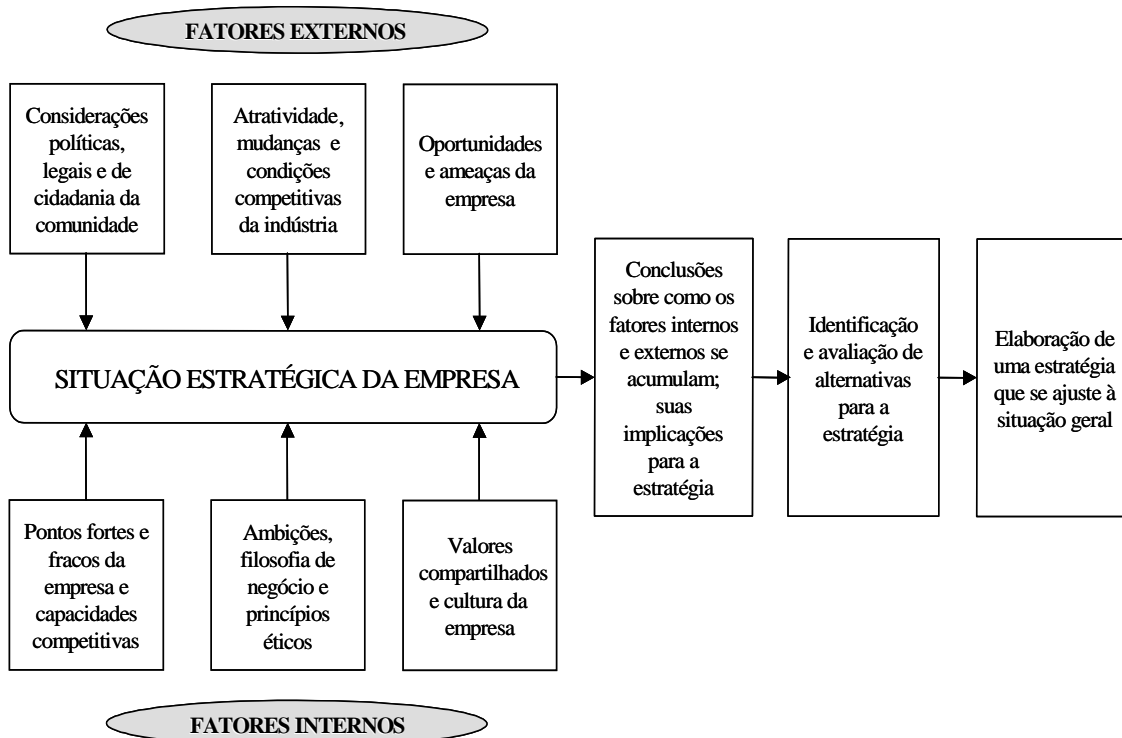 FATORES EXTERNOS
Considerações
políticas,
legais e de
cidadania da
comunidade
Atratividade,
mudanças e
condições
competitivas
da indústria
Oportunidades
e ameaças da
empresa
SITUAÇÃO ESTRATÉGICA DA EMPRESA
Conclusões
sobre como os
fatores internos
e externos se
acumulam;
suas
implicações
para a
estratégia
Identificação
e avaliação de
alternativas
para a
estratégia
Elaboração de
uma estratégia
que se ajuste à
situação geral
Pontos fortes e
fracos da
empresa e
capacidades
competitivas
Ambições,
filosofia de
negócio e
princípios
éticos
Valores
compartilhados
e cultura da
empresa
FATORES INTERNOS